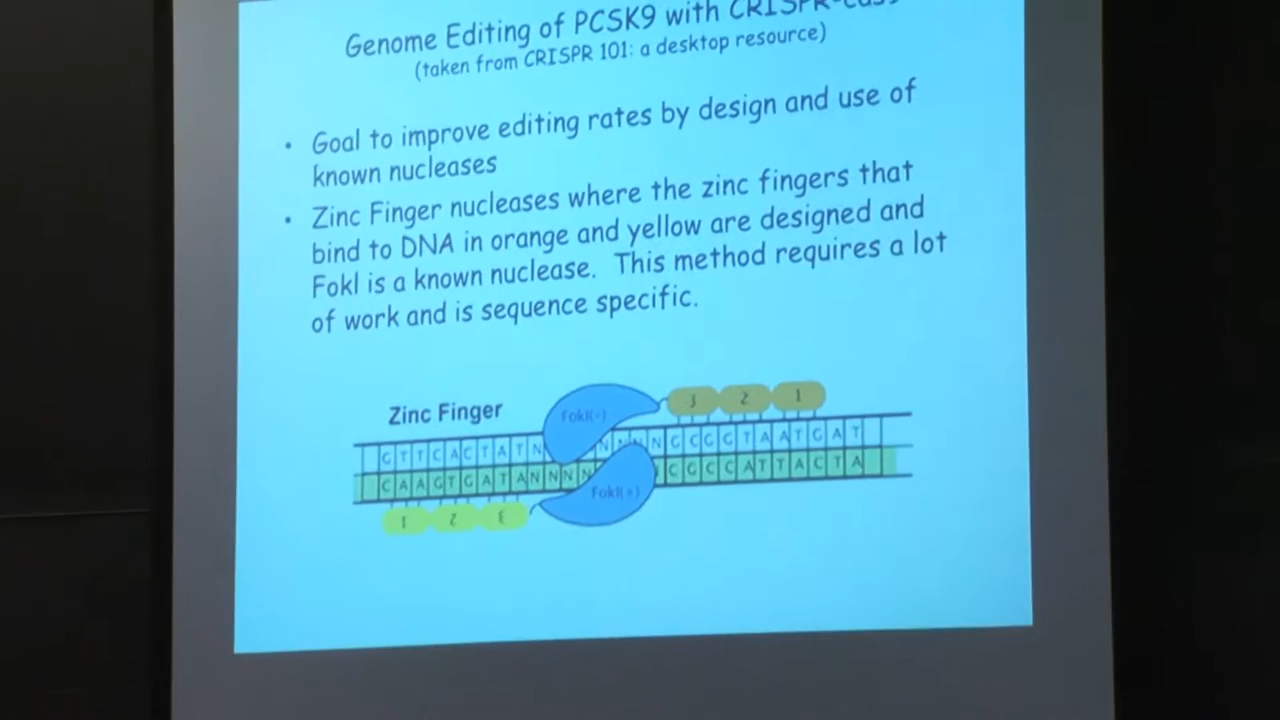 Genome Editing of PCSK9 with CRISPR-cas9
(taken from CRISPR 101: a desktop resource)
• Goal to improve editing rates by design and use of
known nucleases
• Zinc Finger nucleases where the zinc fingers that
bind to DNA in orange and yellow are designed and
FokI is a known nuclease. This method requires a lot
of work and is sequence specific.
Zinc Finger
FokI(-)
3 2 1
G T T C A C T A T N N N N G C G G T A A T G A T
C A A G T G A T A N N N N C G C C A T T A C T A
FokI(+)
1 2 3